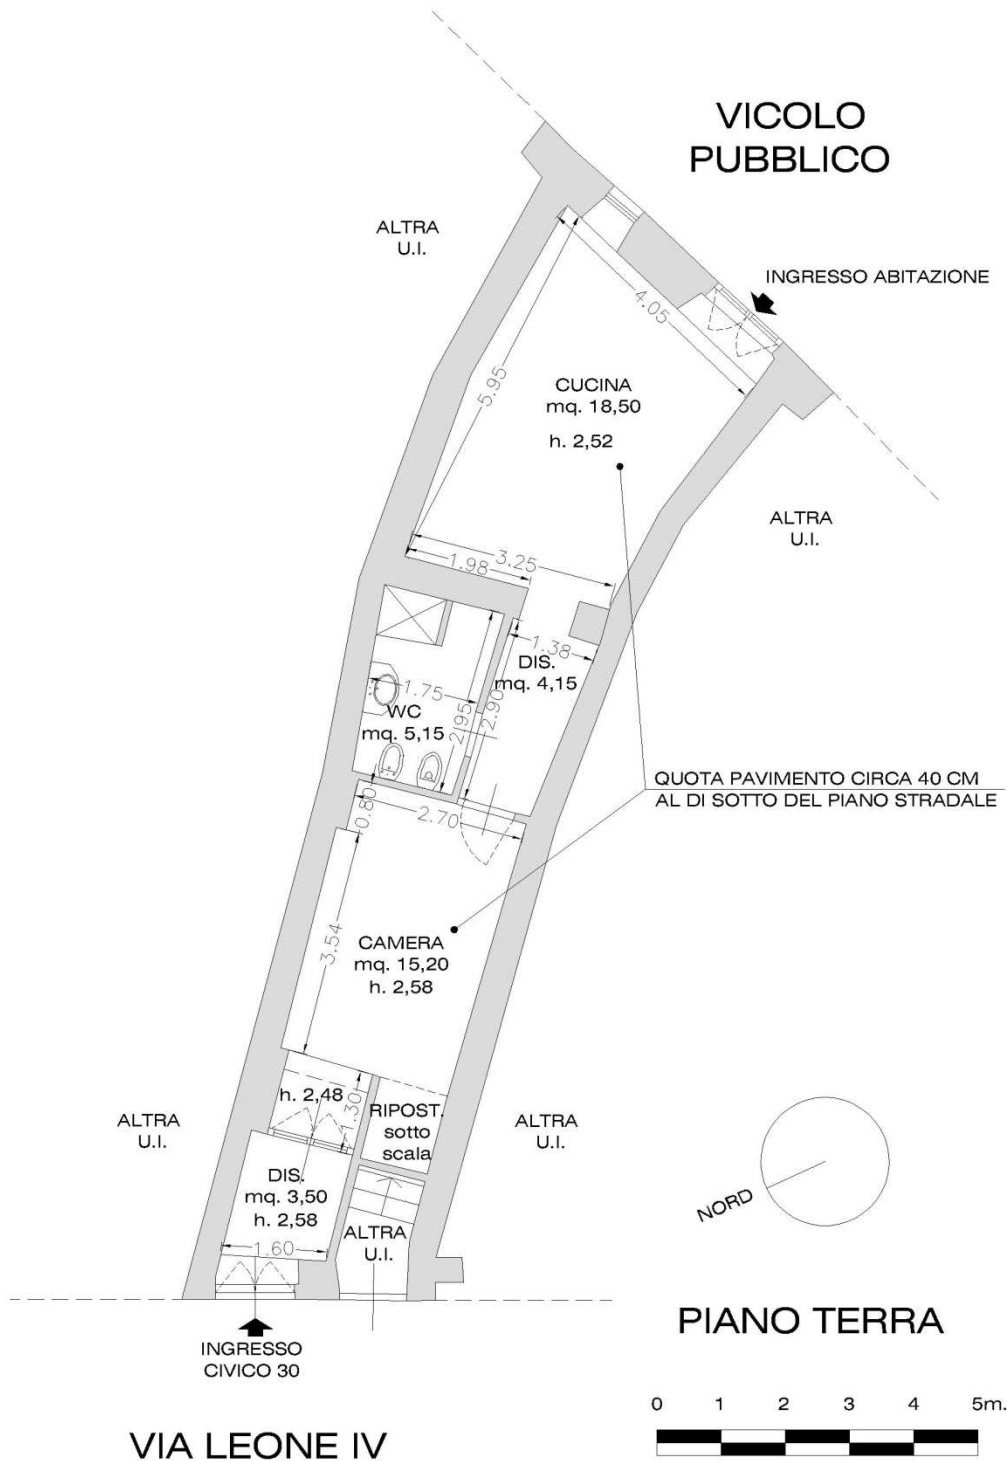 VICOLO
PUBBLICO
ALTRA
U.I.
INGRESSO ABITAZIONE
4.05
5.95
CUCINA
mq. 18,50
h. 2,52
ALTRA
U.I.
3.25
1.98
1.38
DIS.
mq. 4,15
1.75
2.95
2.90
WC
mq. 5,15
QUOTA PAVIMENTO CIRCA 40 CM
AL DI SOTTO DEL PIANO STRADALE
0.80
2.70
3.54
CAMERA
mq. 15,20
h. 2,58
h. 2,48
1.30
RIPOST.
sotto
scala
ALTRA
U.I.
ALTRA
U.I.
DIS.
mq. 3,50
h. 2,58
1.60
ALTRA
U.I.
NORD
INGRESSO
CIVICO 30
PIANO TERRA
0 1 2 3 4 5m.
VIA LEONE IV